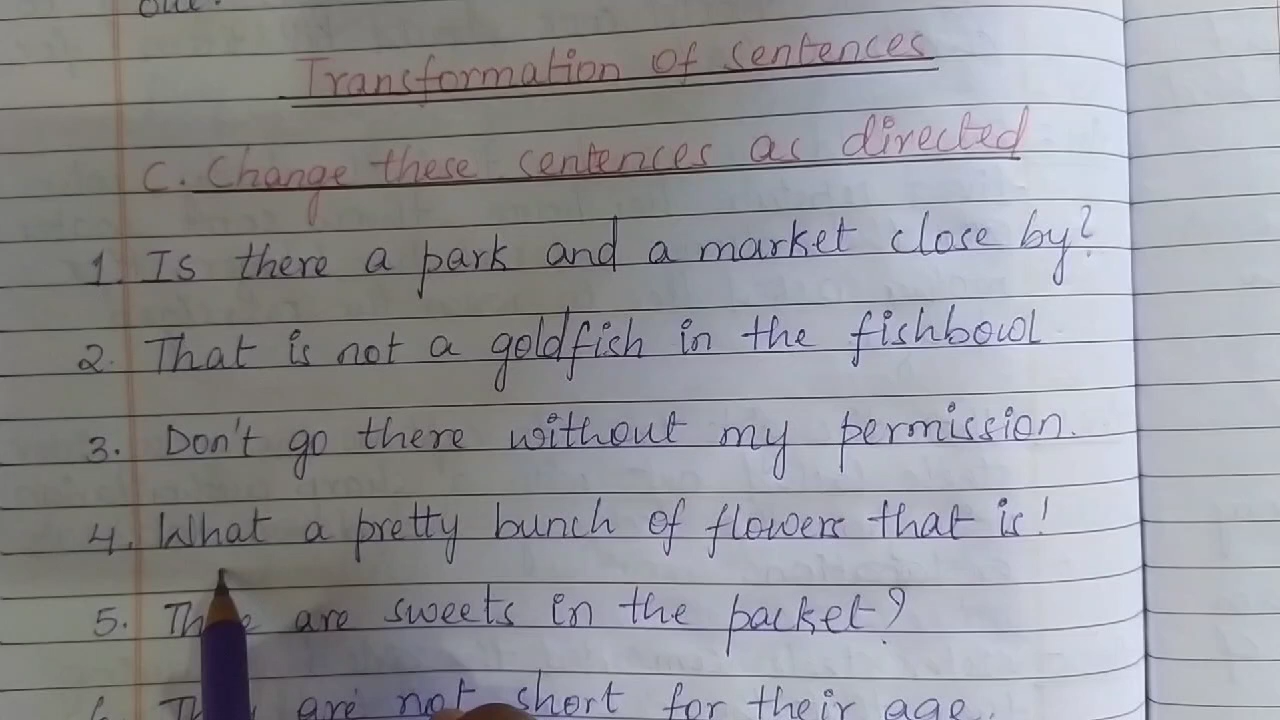 Transformation of sentences
C. Change these sentences as directed
1. Is there a park and a market close by?
2. That is not a goldfish in the fishbowl
3. Don't go there without my permission.
4. What a pretty bunch of flowers that is!
5. are sweets in the packet?
are not short for their age.